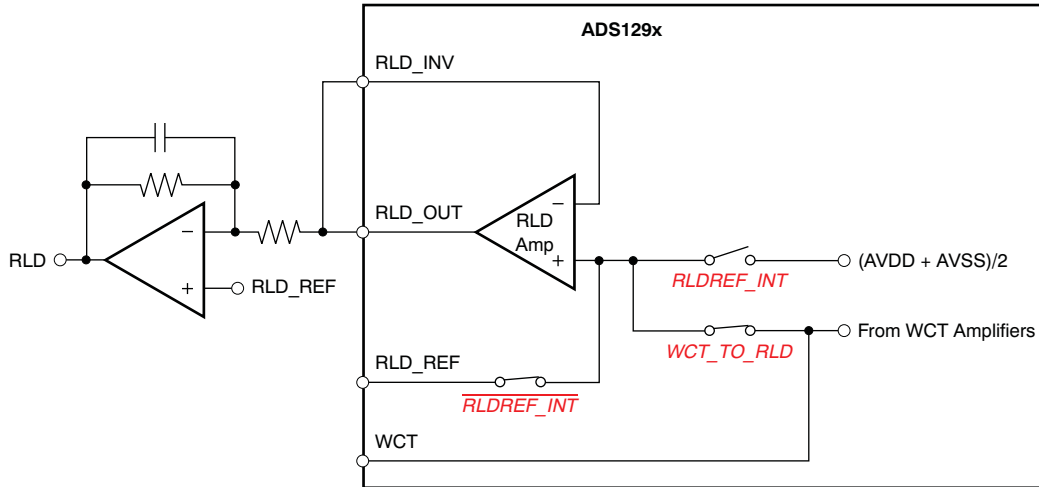 ADS129x
RLD_INV
RLD_OUT
RLD
Amp
−
+
RLD
−
+
RLD_REF
RLDREF_INT
(AVDD + AVSS)/2
WCT_TO_RLD
From WCT Amplifiers
RLD_REF
RLDREF_INT
WCT